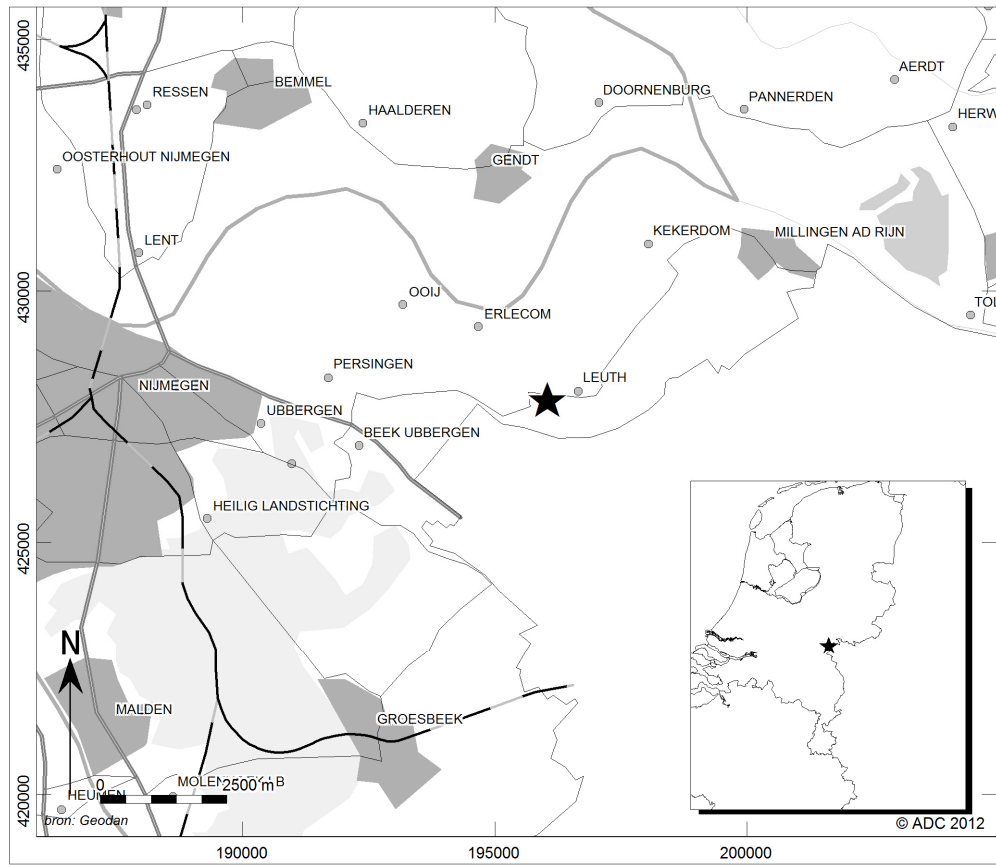 435000
AERDT
BEMMEL
RESSEN
DOORNENBURG
PANNERDEN
HAALDEREN
HERW
OOSTERHOUT NIJMEGEN
GENDT
KEKERDOM
MILLINGEN AD RIJN
LENT
430000
OOIJ
TOL
ERLECOM
PERSINGEN
LEUTH
NIJMEGEN
UBBERGEN
BEEK UBBERGEN
HEILIG LANDSTICHTING
425000
N
MALDEN
GROESBEEK
0
2500 m
HEUMEN
420000
bron: Geodan
© ADC 2012
190000
195000
200000